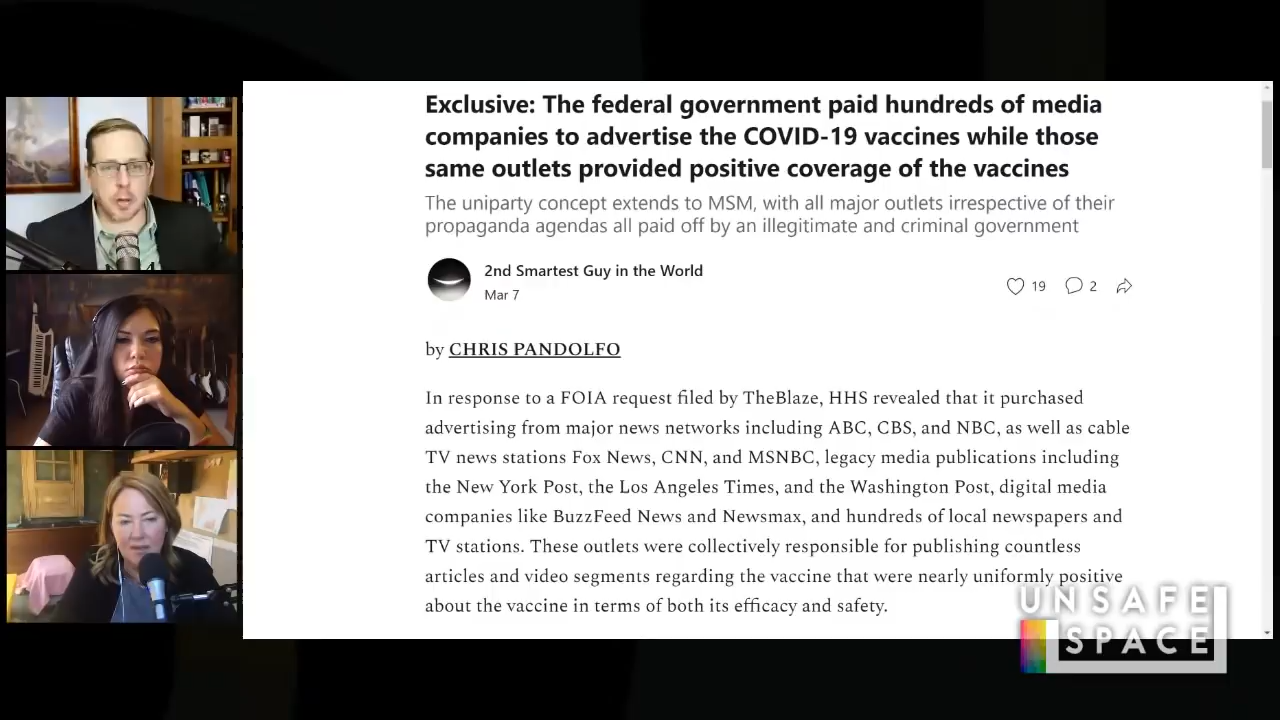 Exclusive: The federal government paid hundreds of media
companies to advertise the COVID-19 vaccines while those
same outlets provided positive coverage of the vaccines
The uniparty concept extends to MSM, with all major outlets irrespective of their
propaganda agendas all paid off by an illegitimate and criminal government
2nd Smartest Guy in the World
Mar 7
19
2
by CHRIS PANDOLFO
In response to a FOIA request filed by TheBlaze, HHS revealed that it purchased
advertising from major news networks including ABC, CBS, and NBC, as well as cable
TV news stations Fox News, CNN, and MSNBC, legacy media publications including
the New York Post, the Los Angeles Times, and the Washington Post, digital media
companies like BuzzFeed News and Newsmax, and hundreds of local newspapers and
TV stations. These outlets were collectively responsible for publishing countless
articles and video segments regarding the vaccine that were nearly uniformly positive
about the vaccine in terms of both its efficacy and safety.
UNSAFE
SPACE